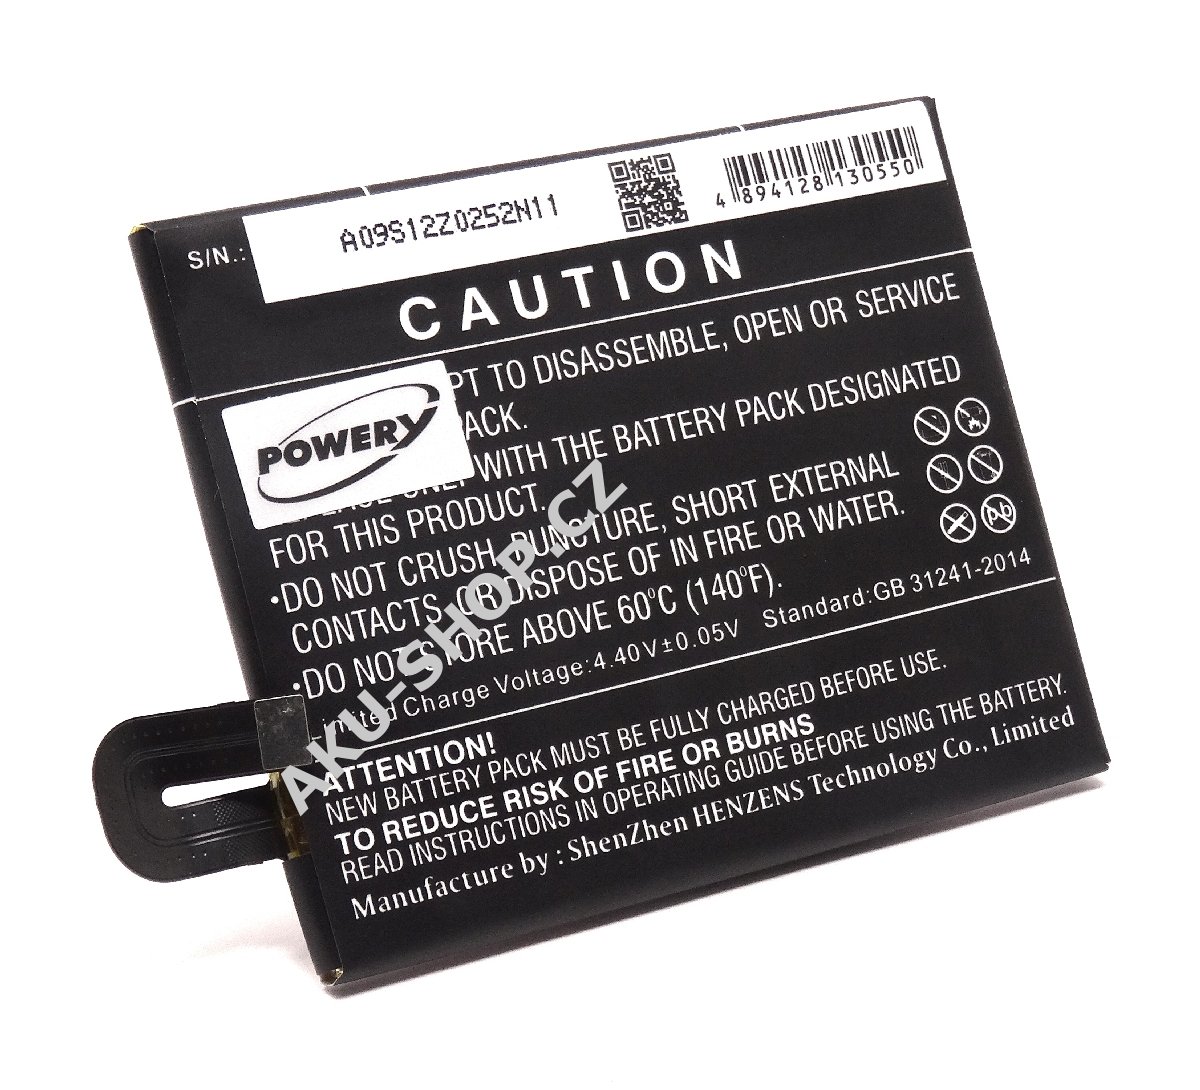 S/N.:
A09S12Z0252N11
4 894128 130550
CAUTION
PT TO DISASSEMBLE, OPEN OR SERVICE
ACK.
WITH THE BATTERY PACK DESIGNATED
FOR THIS PRODUCT.
•DO NOT CRUSH, PUNCTURE, SHORT EXTERNAL
CONTACTS, OR DISPOSE OF IN FIRE OR WATER.
•DO NOT STORE ABOVE 60°C (140°F).
Limited Charge Voltage:4.40V±0.05V Standard:GB 31241-2014
ATTENTION!
NEW BATTERY PACK MUST BE FULLY CHARGED BEFORE USE.
TO REDUCE RISK OF FIRE OR BURNS
READ INSTRUCTIONS IN OPERATING GUIDE BEFORE USING THE BATTERY.
Manufacture by : ShenZhen HENZENS Technology Co., Limited
POWERY
Pb
AKU-SHOP.CZ